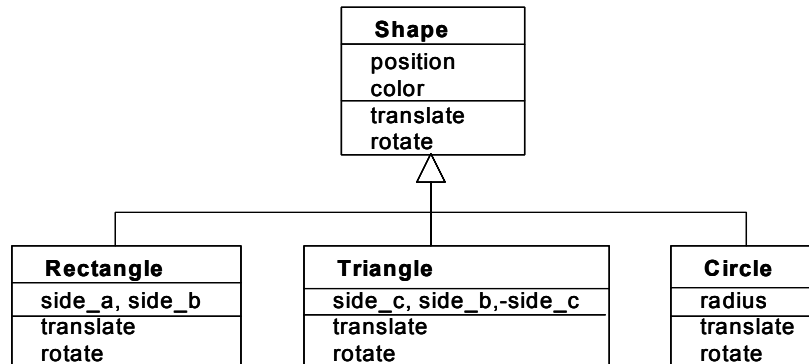 Shape
position
color
translate
rotate
Rectangle
side_a, side_b
translate
rotate
Triangle
side_c, side_b,-side_c
translate
rotate
Circle
radius
translate
rotate